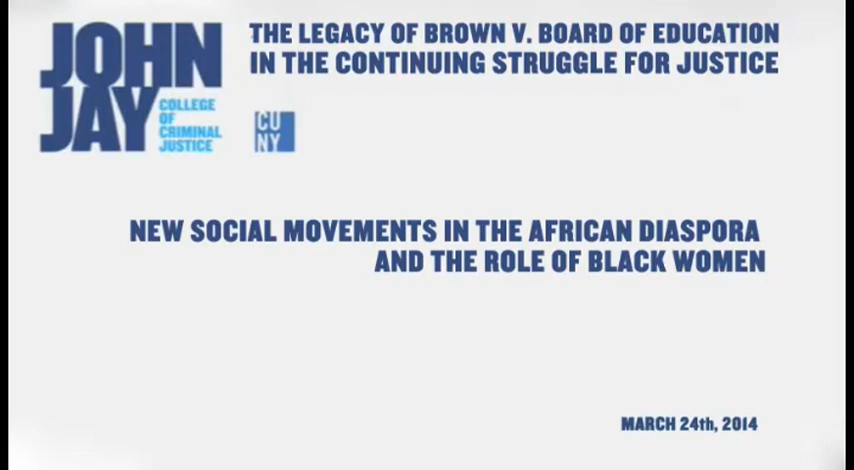 JOHN
JAY
COLLEGE
OF
CRIMINAL
JUSTICE
CU
NY
THE LEGACY OF BROWN V. BOARD OF EDUCATION
IN THE CONTINUING STRUGGLE FOR JUSTICE
NEW SOCIAL MOVEMENTS IN THE AFRICAN DIASPORA
AND THE ROLE OF BLACK WOMEN
MARCH 24th, 2014